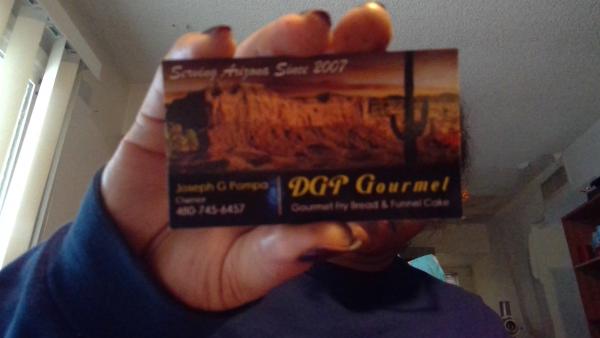 Serving Arizona Since 2007
Joseph G Pompa
Owner
480-745-6457
DGP Gourmet
Gourmet Fry Bread & Funnel Cake